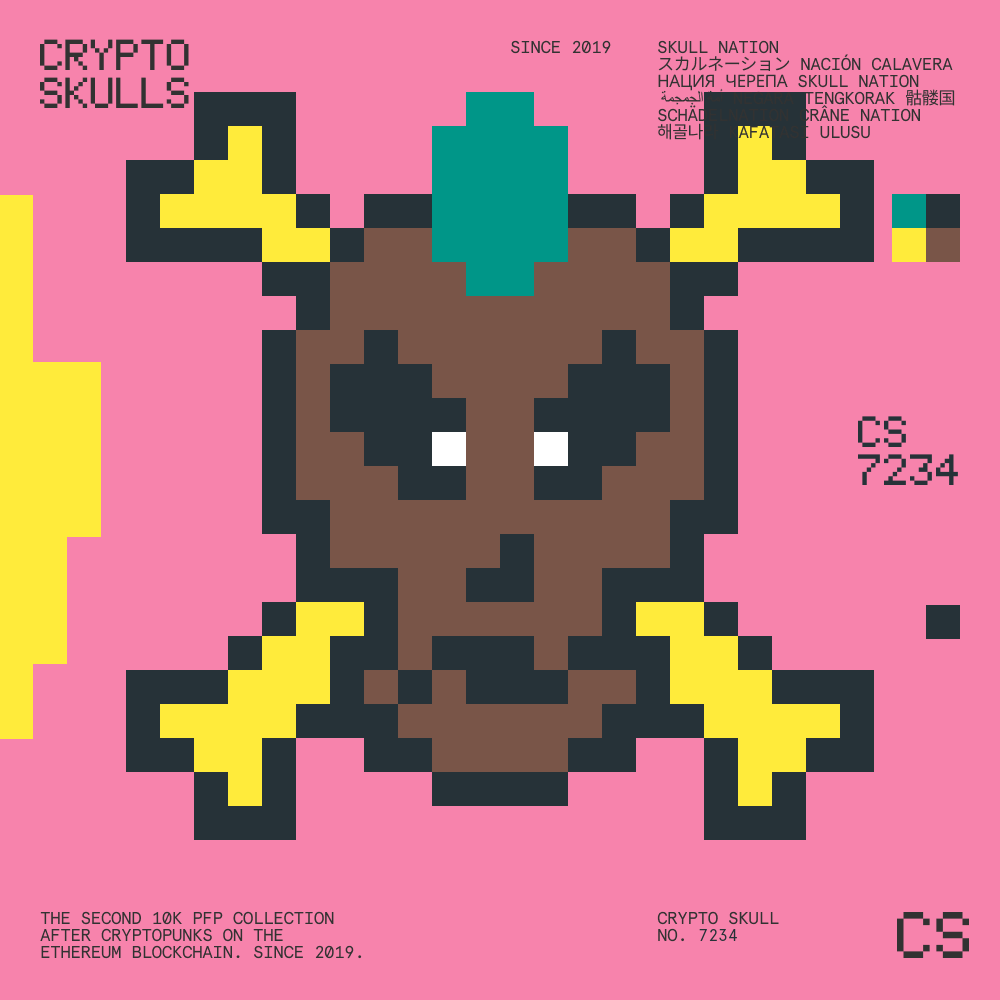 CRYPTO
SKULLS
SINCE 2019
SKULL NATION
スカルネーション NACIÓN CALAVERA
НАЦИЯ ЧЕРЕПА SKULL NATION
TENGKORAK 骷髅国
CRÂNE NATION
ULUSU
CS
7234
THE SECOND 10K PFP COLLECTION
AFTER CRYPTOPUNKS ON THE
ETHEREUM BLOCKCHAIN. SINCE 2019.
CRYPTO SKULL
NO. 7234
CS